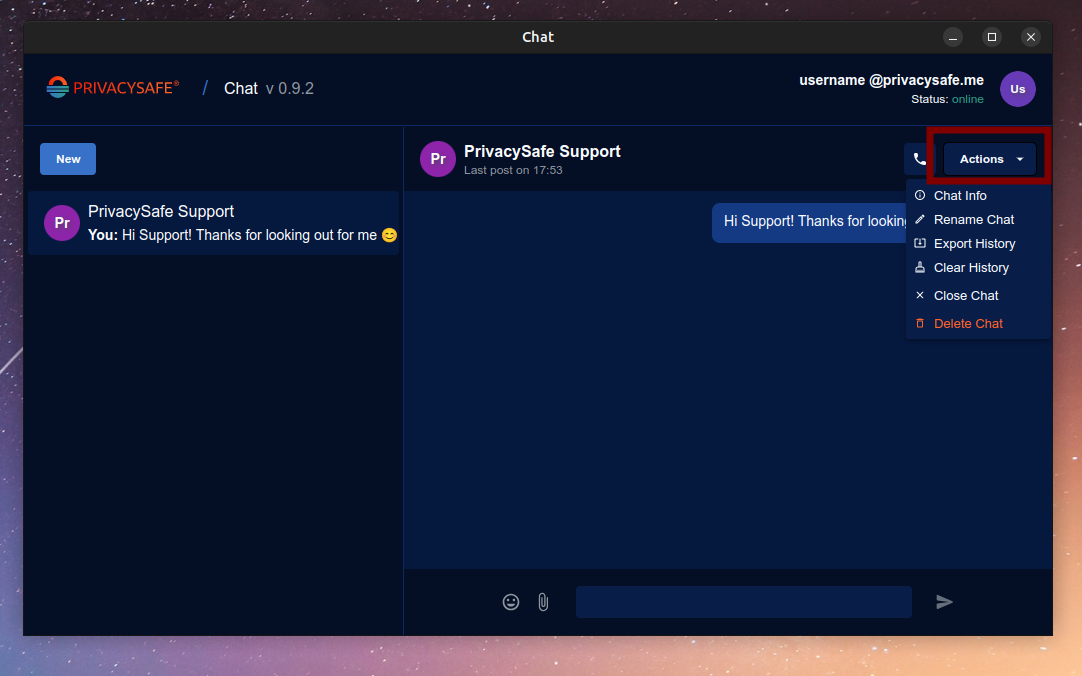 Chat
PRIVACYSAFE®
/ Chat v 0.9.2
username @privacysafe.me
Status: online
Us
New
Pr
PrivacySafe Support
You: Hi Support! Thanks for looking out for me 😊
Pr
PrivacySafe Support
Last post on 17:53
Actions
Hi Support! Thanks for looking
Chat Info
Rename Chat
Export History
Clear History
Close Chat
Delete Chat